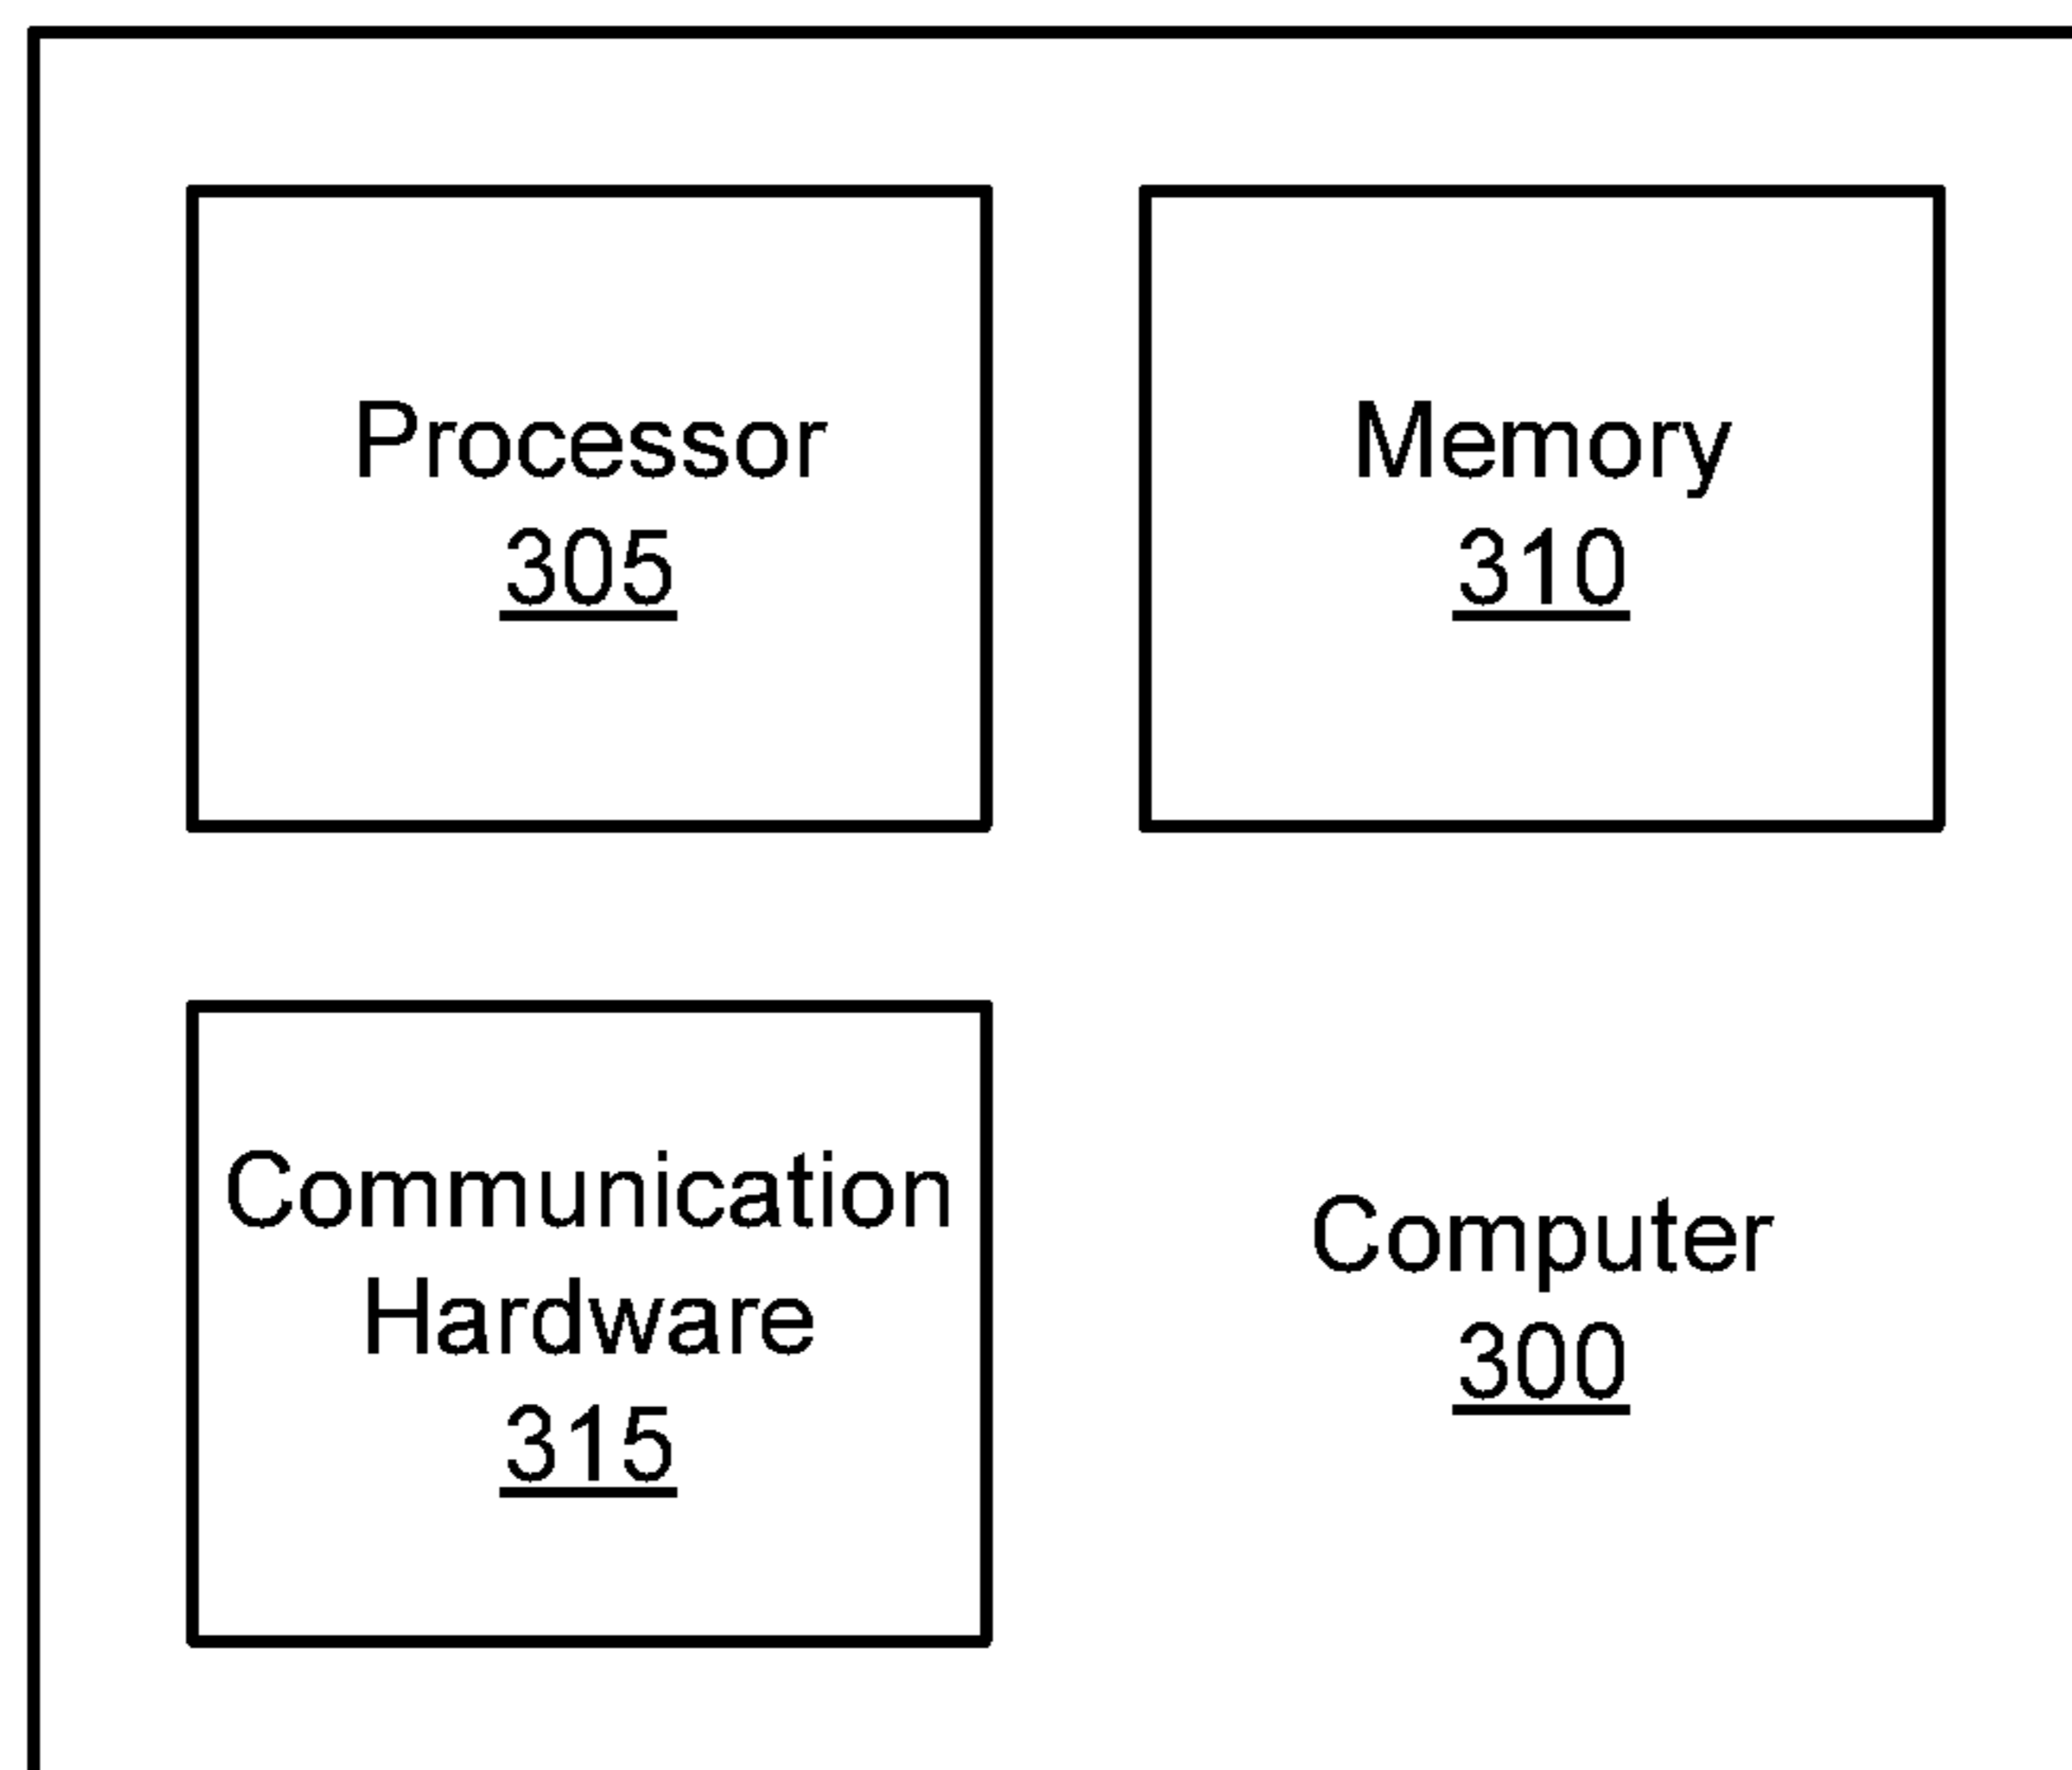 Processor
305
Memory
310
Communication
Hardware
315
Computer
300